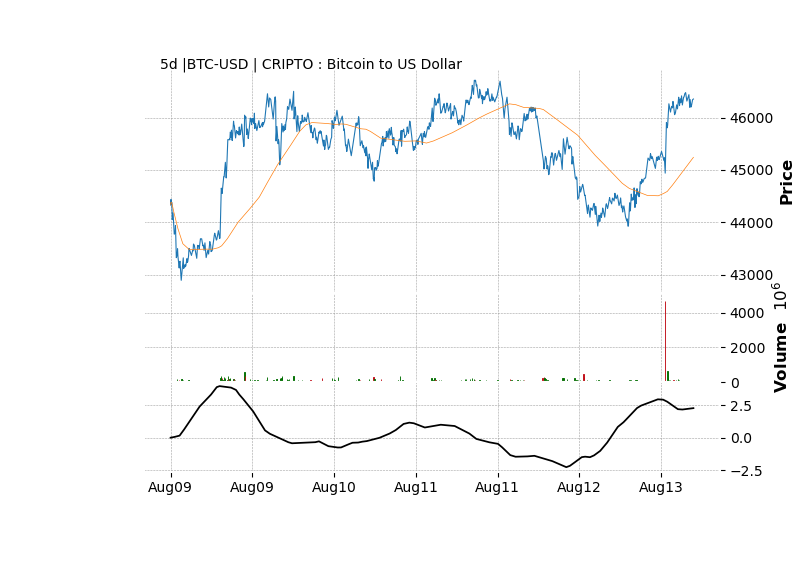 5d |BTC-USD | CRIPTO : Bitcoin to US Dollar
46000
45000
44000
43000
Price
4000
2000
0
Volume 10^6
2.5
0.0
−2.5
Aug09 Aug09 Aug10 Aug11 Aug11 Aug12 Aug13